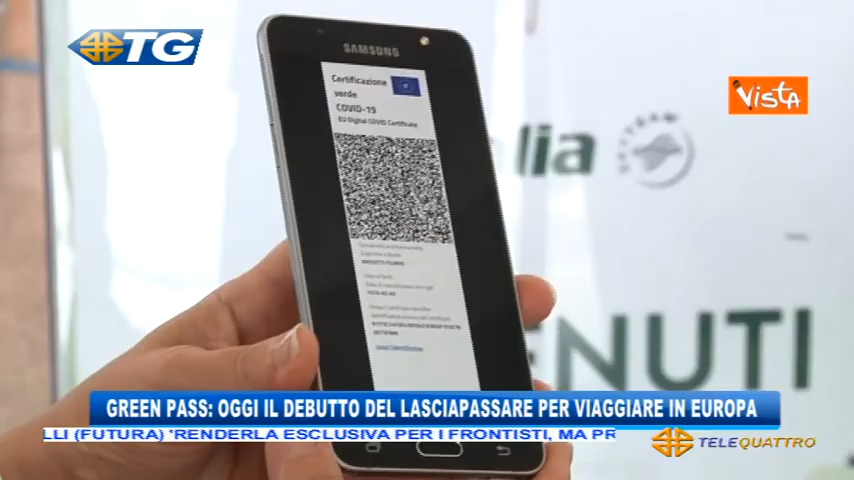 TG
SAMSUNG
Certificazione
verde
COVID-19
EU Digital COVID Certificate
VISTA
lia
ENUTI
GREEN PASS: OGGI IL DEBUTTO DEL LASCIAPASSARE PER VIAGGIARE IN EUROPA
LLI (FUTURA) 'RENDERLA ESCLUSIVA PER I FRONTISTI, MA PR
TELEQUATTRO